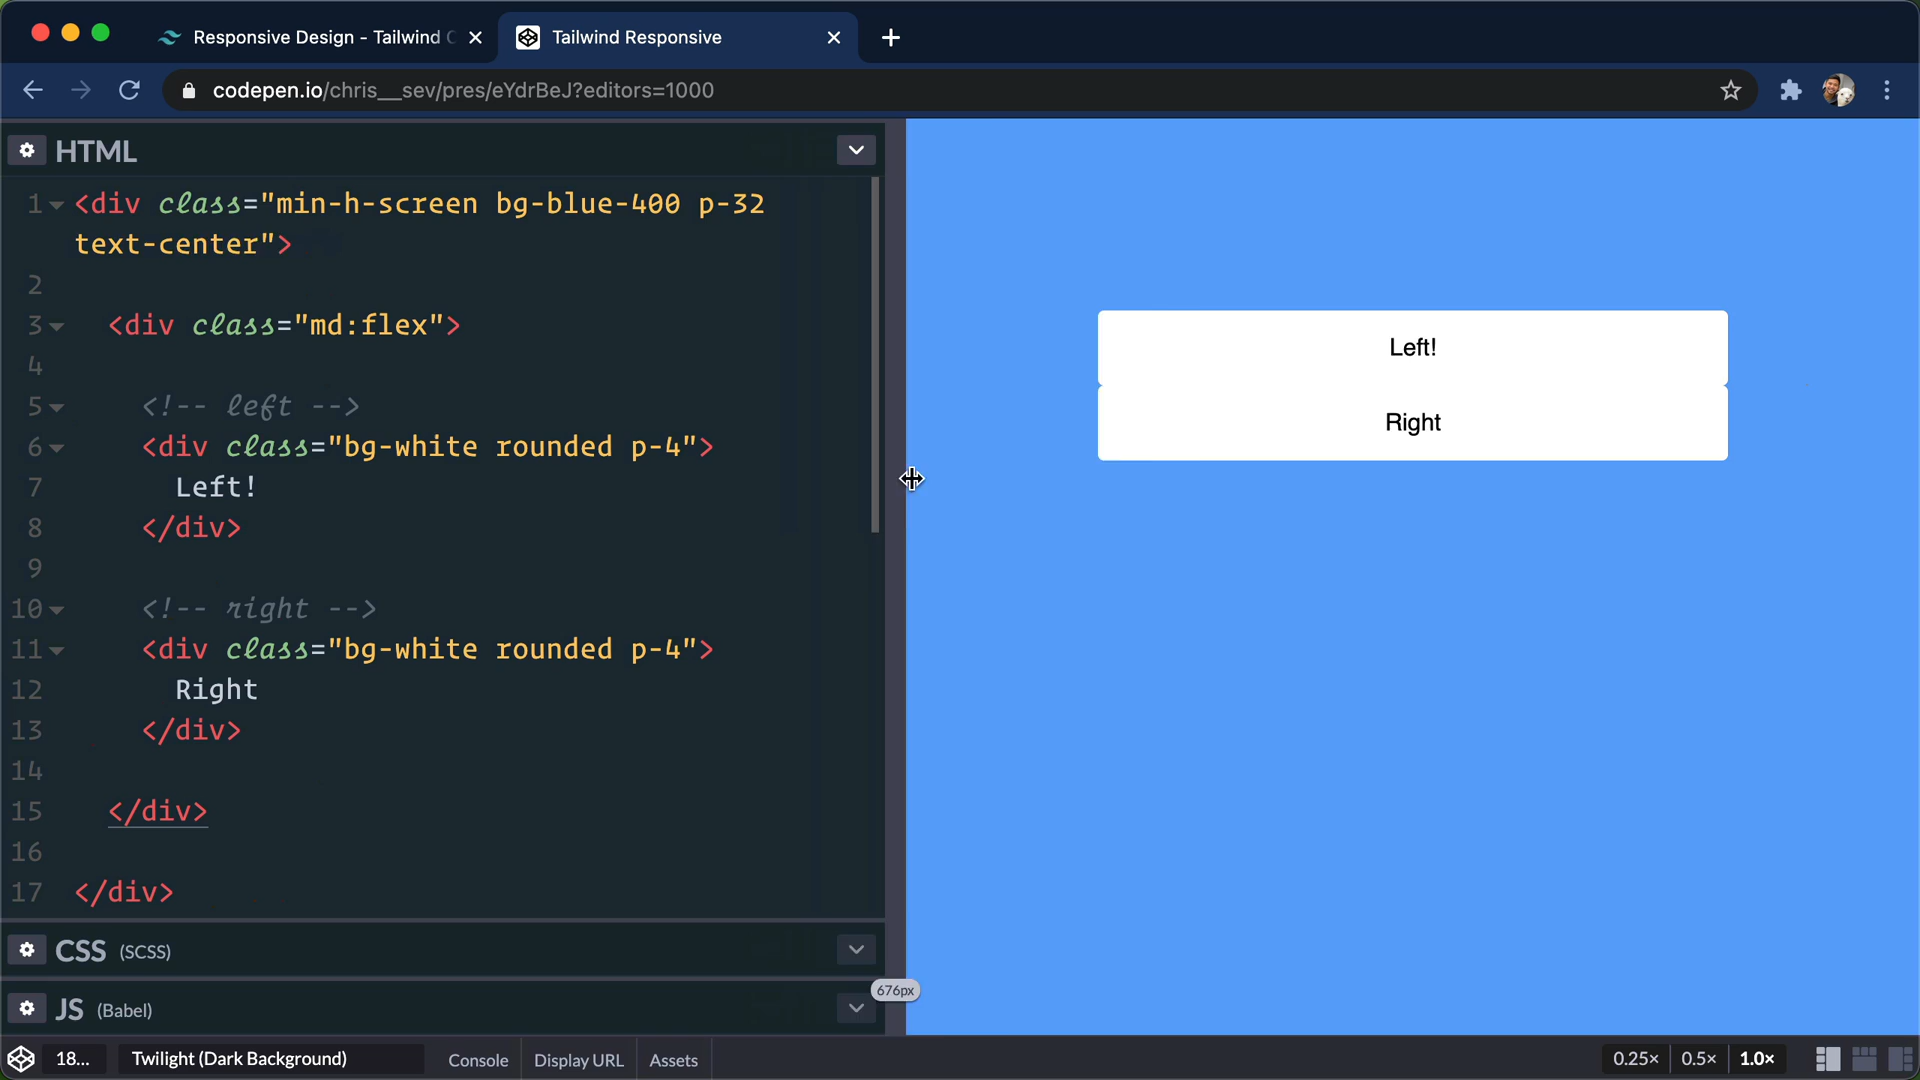 Responsive Design - Tailwind C
Tailwind Responsive
codepen.io/chris__sev/pres/eYdrBeJ?editors=1000
HTML
1 <div class="min-h-screen bg-blue-400 p-32
text-center">
2
3 <div class="md:flex">
4
5 <!-- left -->
6 <div class="bg-white rounded p-4">
7 Left!
8 </div>
9
10 <!-- right -->
11 <div class="bg-white rounded p-4">
12 Right
13 </div>
14
15 </div>
16
17 </div>
Left!
Right
CSS (SCSS)
676px
JS (Babel)
18... Twilight (Dark Background) Console Display URL Assets 0.25× 0.5× 1.0×